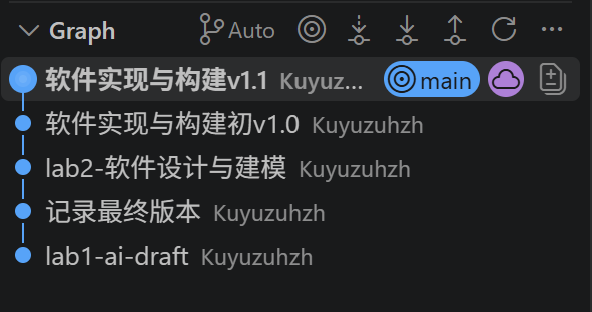 Graph Auto
软件实现与构建v1.1 Kuyuz... main
软件实现与构建初v1.0 Kuyuzuhzh
lab2-软件设计与建模 Kuyuzuhzh
记录最终版本 Kuyuzuhzh
lab1-ai-draft Kuyuzuhzh